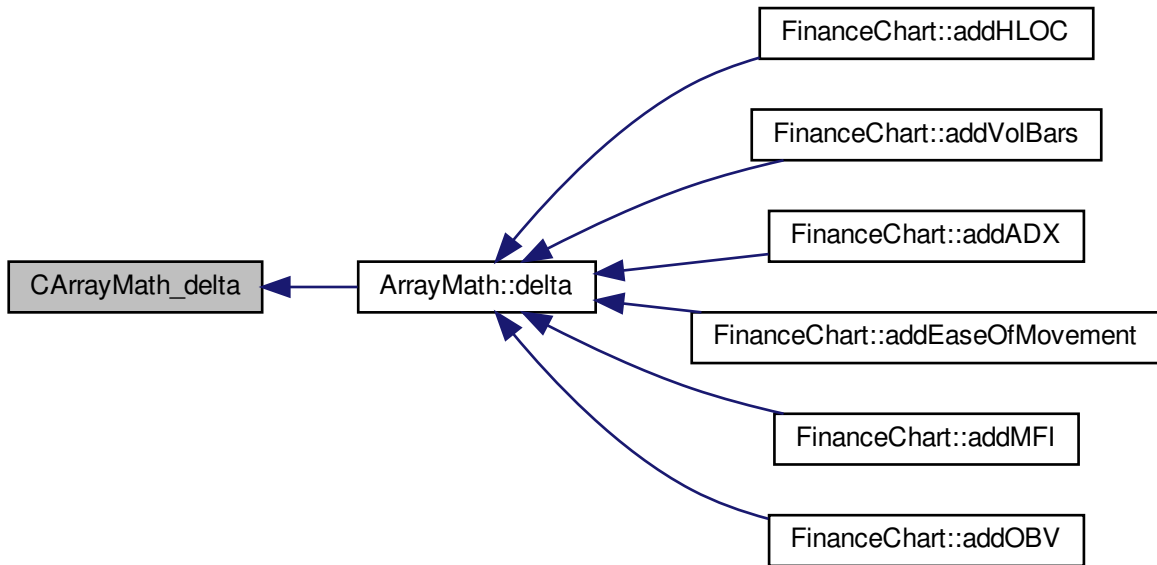 CArrayMath_delta
ArrayMath::delta
FinanceChart::addHLOC
FinanceChart::addVolBars
FinanceChart::addADX
FinanceChart::addEaseOfMovement
FinanceChart::addMFI
FinanceChart::addOBV